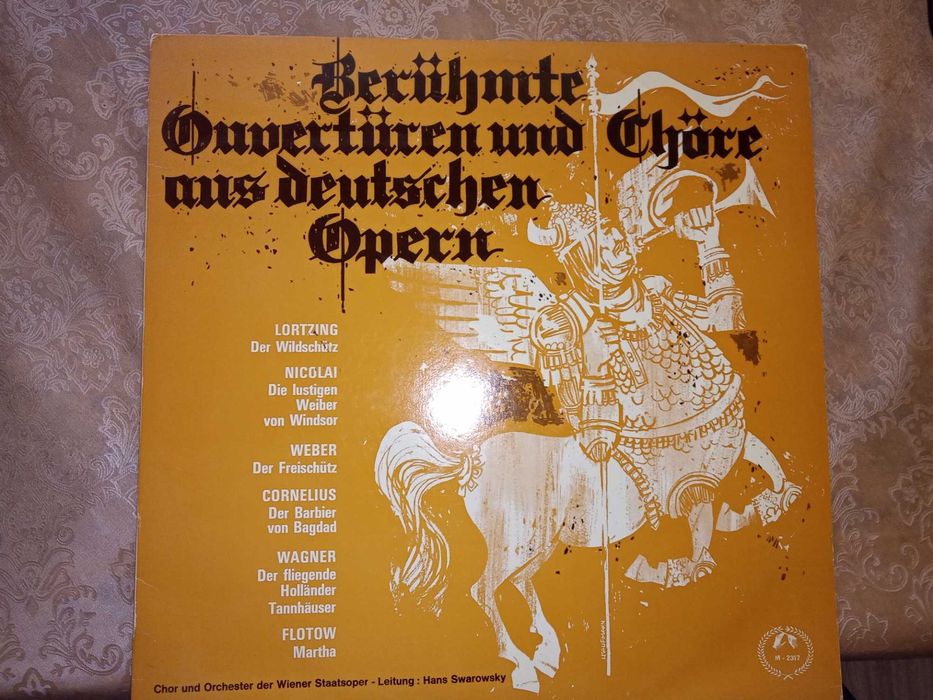 Berühmte
Ouvertüren und Chöre
aus deutschen
Opern
LORTZING
Der Wildschütz
NICOLAI
Die lustigen
Weiber
von Windsor
WEBER
Der Freischütz
CORNELIUS
Der Barbier
von Bagdad
WAGNER
Der fliegende
Holländer
Tannhäuser
FLOTOW
Martha
Chor und Orchester der Wiener Staatsoper - Leitung : Hans Swarowsky
M - 2317